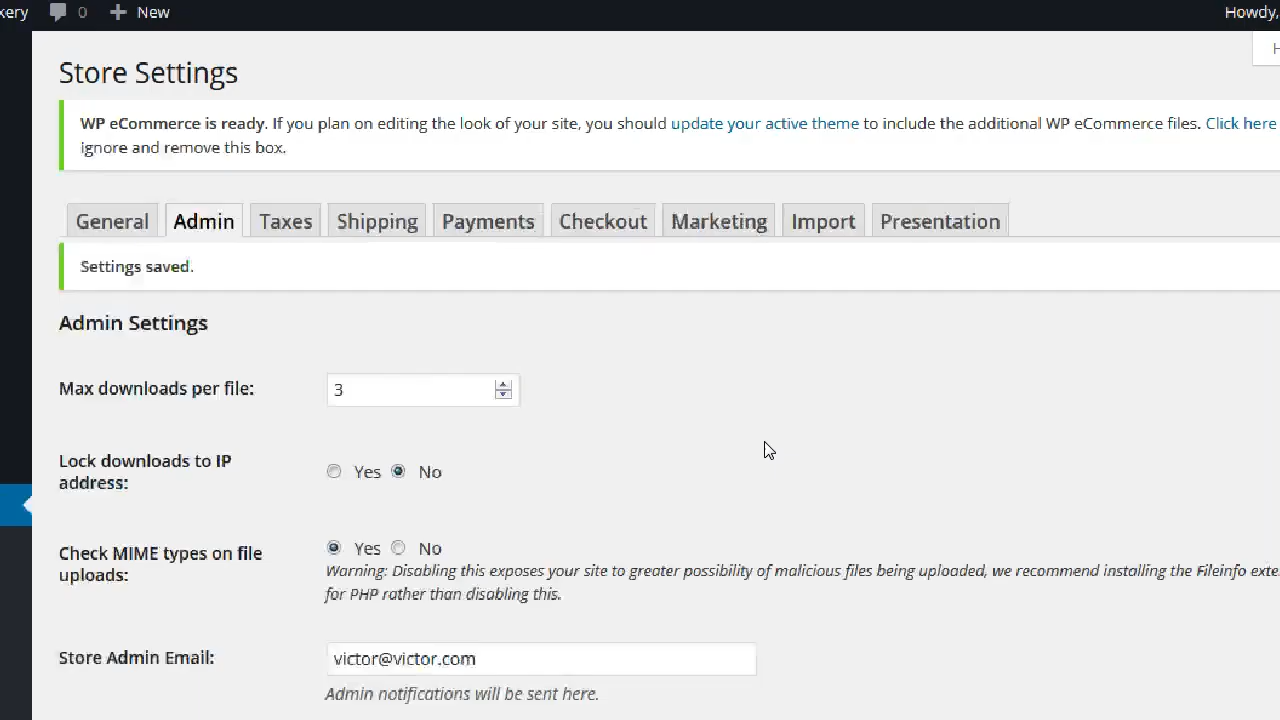 0 New Howdy,
Store Settings
WP eCommerce is ready. If you plan on editing the look of your site, you should update your active theme to include the additional WP eCommerce files. Click here
ignore and remove this box.
General Admin Taxes Shipping Payments Checkout Marketing Import Presentation
Settings saved.
Admin Settings
Max downloads per file: 3
Lock downloads to IP
address: Yes No
Check MIME types on file
uploads: Yes No
Warning: Disabling this exposes your site to greater possibility of malicious files being uploaded, we recommend installing the Fileinfo
for PHP rather than disabling this.
Store Admin Email: victor@victor.com
Admin notifications will be sent here.